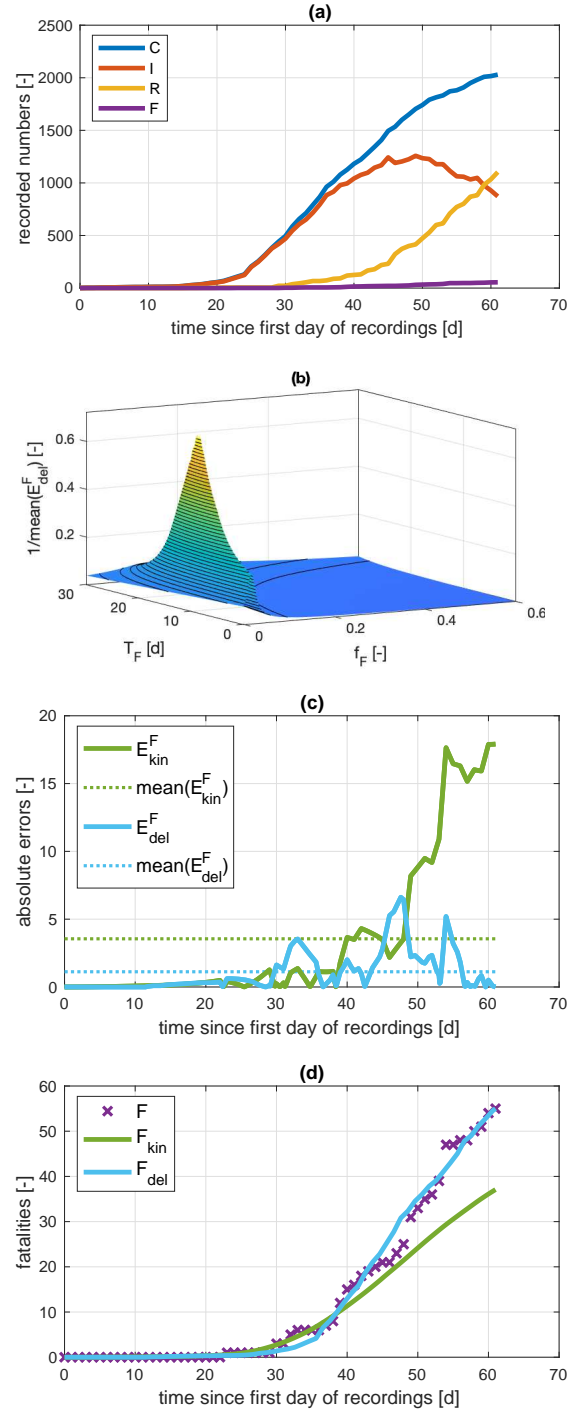 (a)
recorded numbers [-]
2500
2000
1500
1000
500
0
C
I
R
F
0 10 20 30 40 50 60 70
time since first day of recordings [d]
(b)
1/mean(E^F_del) [-]
0.6
0.4
0.2
30
20
10
0
T_F [d]
0
0.2
0.4
0.6
f_F [-]
(c)
absolute errors [-]
20
15
10
5
0
E^F_kin
mean(E^F_kin)
E^F_del
mean(E^F_del)
0 10 20 30 40 50 60 70
time since first day of recordings [d]
(d)
fatalities [-]
60
50
40
30
20
10
0
F
F_kin
F_del
0 10 20 30 40 50 60 70
time since first day of recordings [d]